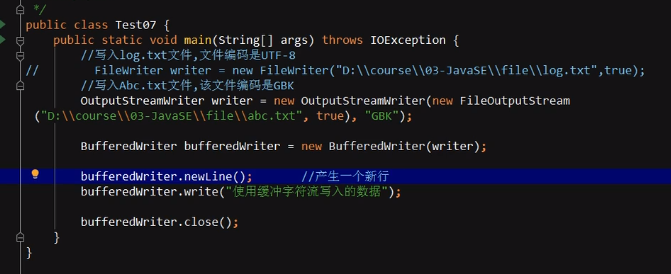 */
public class Test07 {
public static void main(String[] args) throws IOException {
//写入log.txt文件,文件编码是UTF-8
// FileWriter writer = new FileWriter("D:\\course\\03-JavaSE\\file\\log.txt",true);
//写入Abc.txt文件,该文件编码是GBK
OutputStreamWriter writer = new OutputStreamWriter(new FileOutputStream
("D:\\course\\03-JavaSE\\file\\abc.txt", true), "GBK");
BufferedWriter bufferedWriter = new BufferedWriter(writer);
bufferedWriter.newLine(); //产生一个新行
bufferedWriter.write("使用缓冲字符流写入的数据");
bufferedWriter.close();
}
}